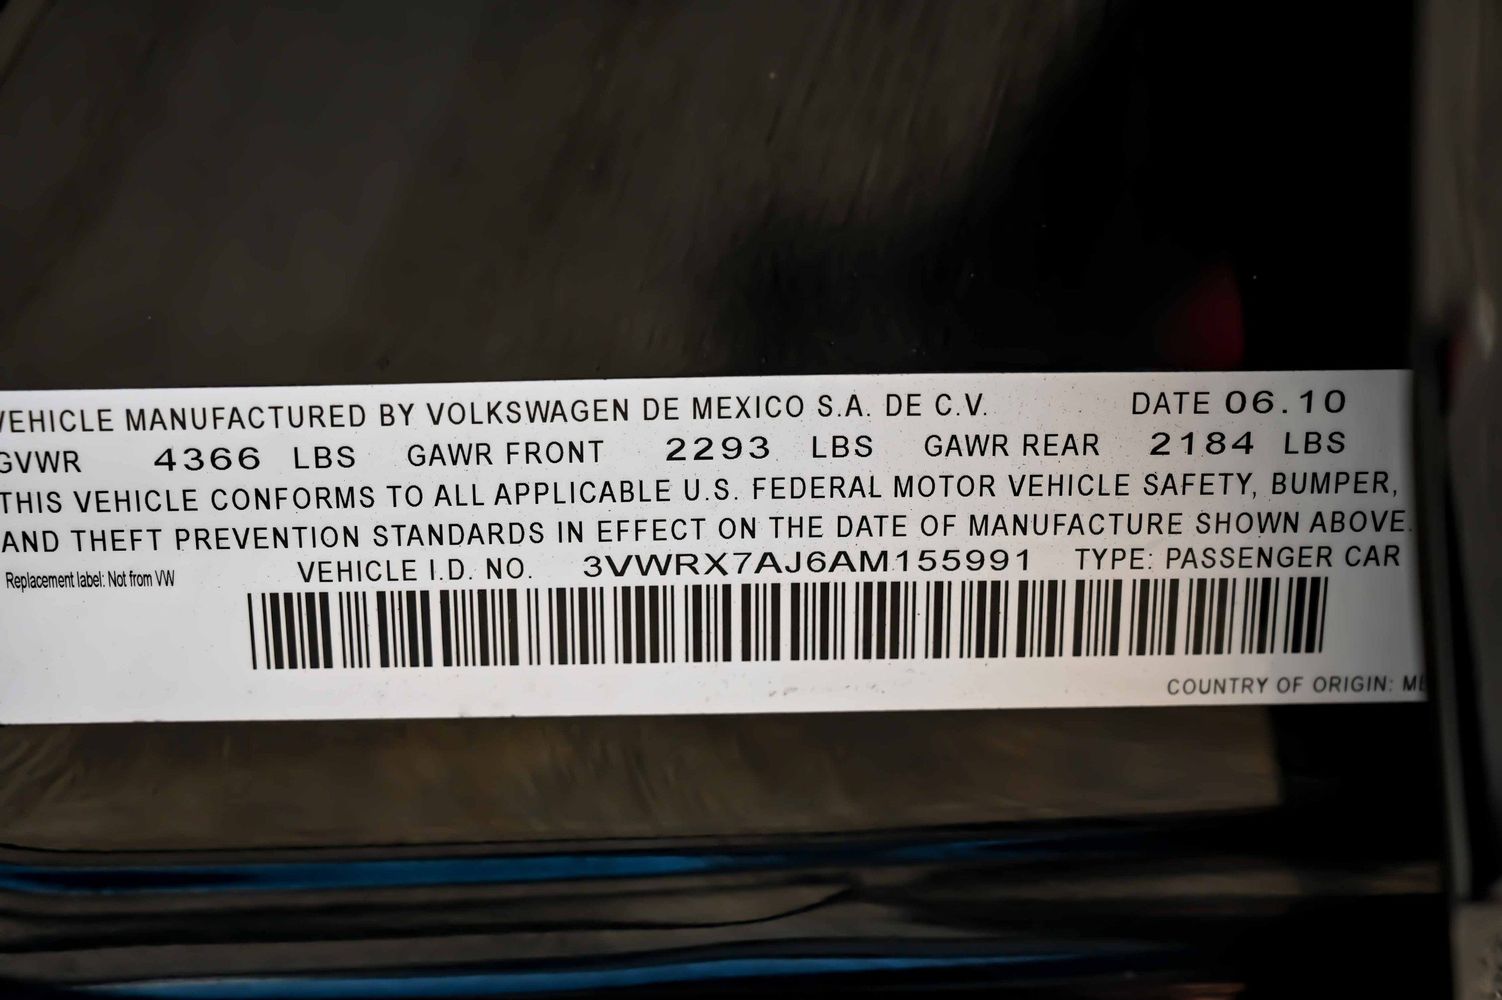 VEHICLE MANUFACTURED BY VOLKSWAGEN DE MEXICO S.A. DE C.V. DATE 06.10
GVWR 4366 LBS GAWR FRONT 2293 LBS GAWR REAR 2184 LBS
THIS VEHICLE CONFORMS TO ALL APPLICABLE U.S. FEDERAL MOTOR VEHICLE SAFETY, BUMPER,
AND THEFT PREVENTION STANDARDS IN EFFECT ON THE DATE OF MANUFACTURE SHOWN ABOVE.
Replacement label: Not from VW VEHICLE I.D. NO. 3VWRX7AJ6AM155991 TYPE: PASSENGER CAR
COUNTRY OF ORIGIN: